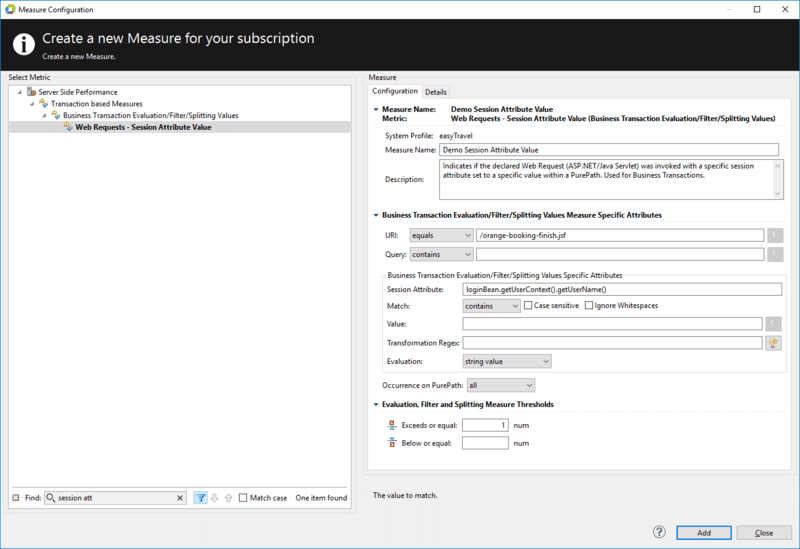 Measure Configuration
Create a new Measure for your subscription
Create a new Measure.
Select Metric
Server Side Performance
Transaction based Measures
Business Transaction Evaluation/Filter/Splitting Values
Web Requests - Session Attribute Value
Find: session att
Match case
One item found
Measure
Configuration Details
Measure Name: Demo Session Attribute Value
Metric: Web Requests - Session Attribute Value (Business Transaction Evaluation/Filter/Splitting Values)
System Profile: easyTravel
Measure Name: Demo Session Attribute Value
Description: Indicates if the declared Web Request (ASP.NET/Java Servlet) was invoked with a specific session
attribute set to a specific value within a PurePath. Used for Business Transactions.
Business Transaction Evaluation/Filter/Splitting Values Measure Specific Attributes
URI: equals /orange-booking-finish.jsf
Query: contains
Business Transaction Evaluation/Filter/Splitting Values Specific Attributes
Session Attribute: loginBean.getUserContext().getUserName()
Match: contains Case sensitive Ignore Whitespaces
Value:
Transformation Regex:
Evaluation: string value
Occurrence on PurePath: all
Evaluation, Filter and Splitting Measure Thresholds
Exceeds or equal: 1 num
Below or equal: num
The value to match.
? Add Close